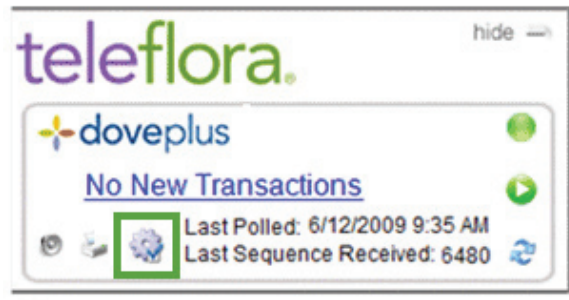 hide
teleflora.
doveplus
No New Transactions
Last Polled: 6/12/2009 9:35 AM
Last Sequence Received: 6480